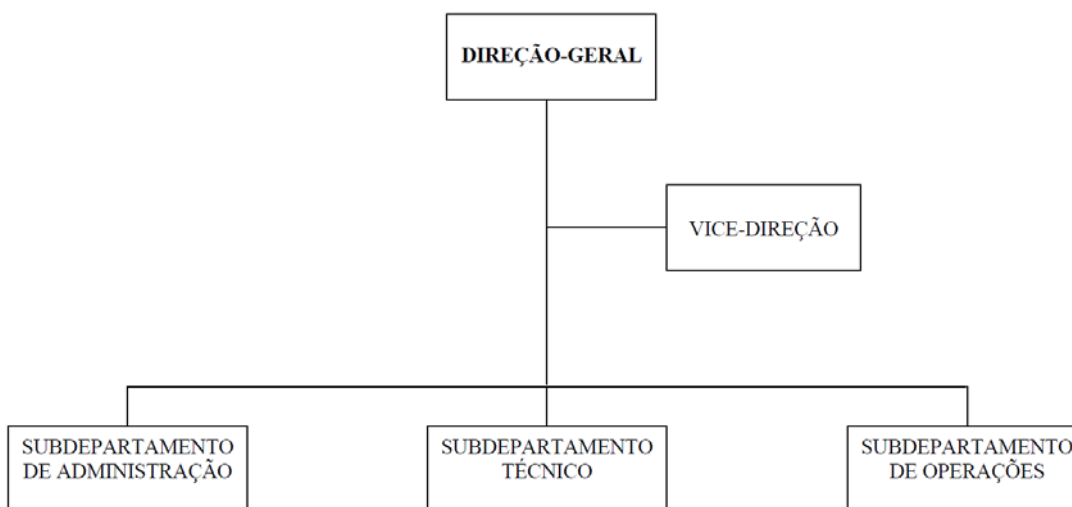 DIREÇÃO-GERAL
VICE-DIREÇÃO
SUBDEPARTAMENTO
DE ADMINISTRAÇÃO
SUBDEPARTAMENTO
TÉCNICO
SUBDEPARTAMENTO
DE OPERAÇÕES